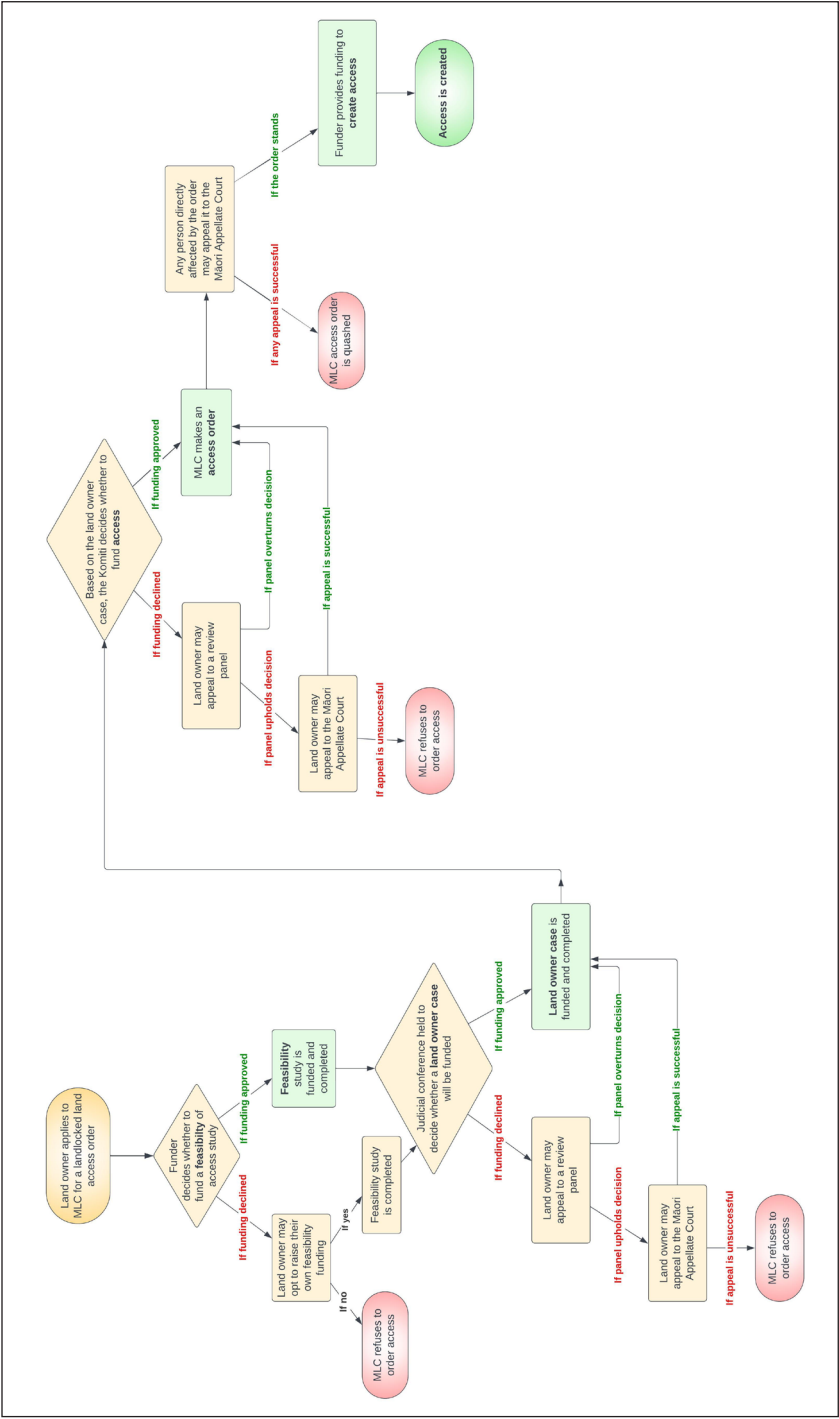 Land owner applies to
MLC for a landlocked land
access order
Funder
decides whether to
fund a feasibilty of
access study
If funding declined
If funding approved
Land owner may
opt to raise their
own feasibility
funding
Feasibility
study is
funded and
completed
If no
If yes
MLC refuses to
order access
Feasibility study
is completed
Judicial conference held to
decide whether a land owner case
will be funded
If funding declined
If funding approved
Land owner may
appeal to a review
panel
Land owner case is
funded and completed
If panel upholds decision
If panel overturns decision
Land owner may
appeal to the Māori
Appellate Court
If appeal is successful
If appeal is unsuccessful
MLC refuses to
order access
Based on the land owner
case, the Komiti decides whether to
fund access
If funding declined
If funding approved
Land owner may
appeal to a review
panel
MLC makes an
access order
If panel upholds decision
If panel overturns decision
Land owner may
appeal to the Māori
Appellate Court
If appeal is successful
If appeal is unsuccessful
MLC refuses to
order access
Any person directly
affected by the order
may appeal it to the
Māori Appellate Court
If any appeal is successful
If the order stands
MLC access order
is quashed
Funder provides funding to
create access
Access is created